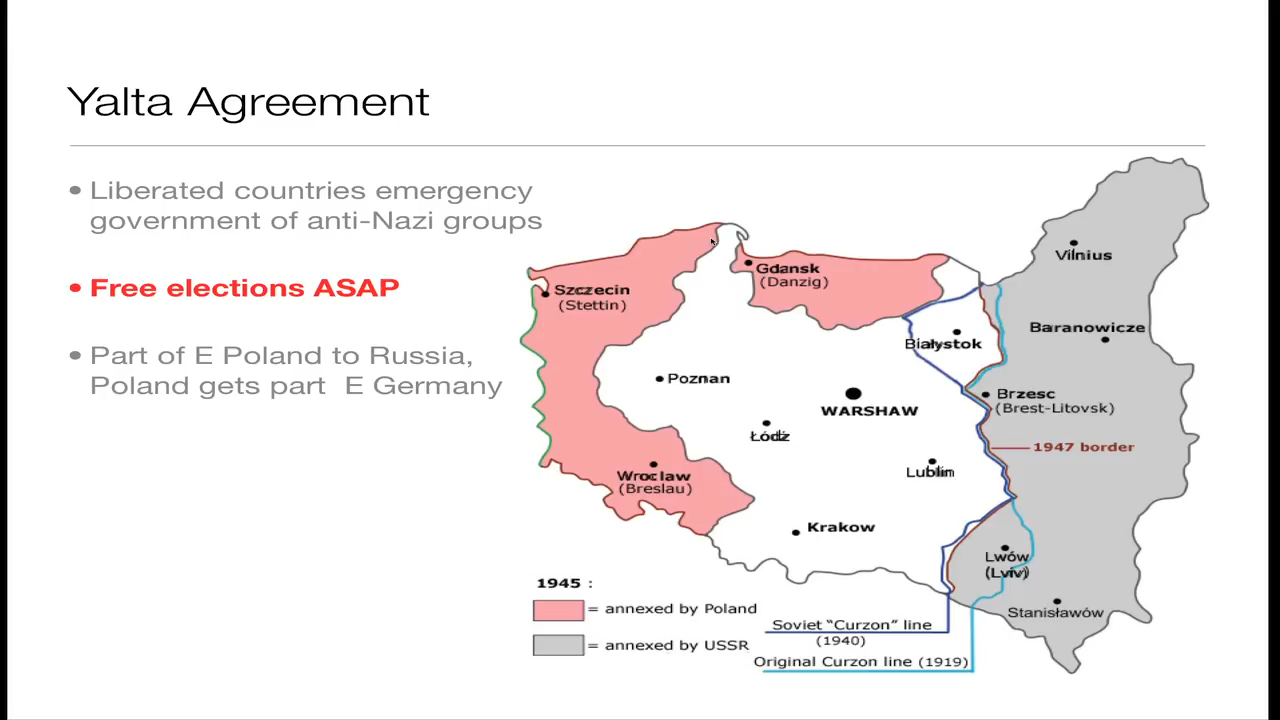 Yalta Agreement
• Liberated countries emergency
government of anti-Nazi groups
• Free elections ASAP
• Part of E Poland to Russia,
Poland gets part E Germany
Vilnius
Gdansk
(Danzig)
Szczecin
(Stettin)
Baranowicze
Białystok
Poznan
Brzesc
(Brest-Litovsk)
WARSHAW
Łódź
1947 border
Lublin
Wroclaw
(Breslau)
Krakow
Lwów
(Lviv)
Stanisławów
1945 :
= annexed by Poland
= annexed by USSR
Soviet “Curzon” line
(1940)
Original Curzon line (1919)